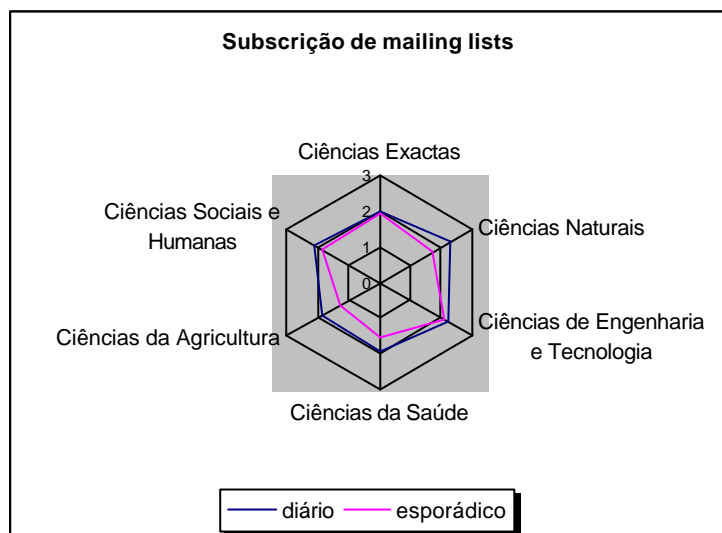 Subscrição de mailing lists
Ciências Exactas
3
2
1
0
Ciências Naturais
Ciências de Engenharia
e Tecnologia
Ciências da Saúde
Ciências da Agricultura
Ciências Sociais e
Humanas
diário
esporádico